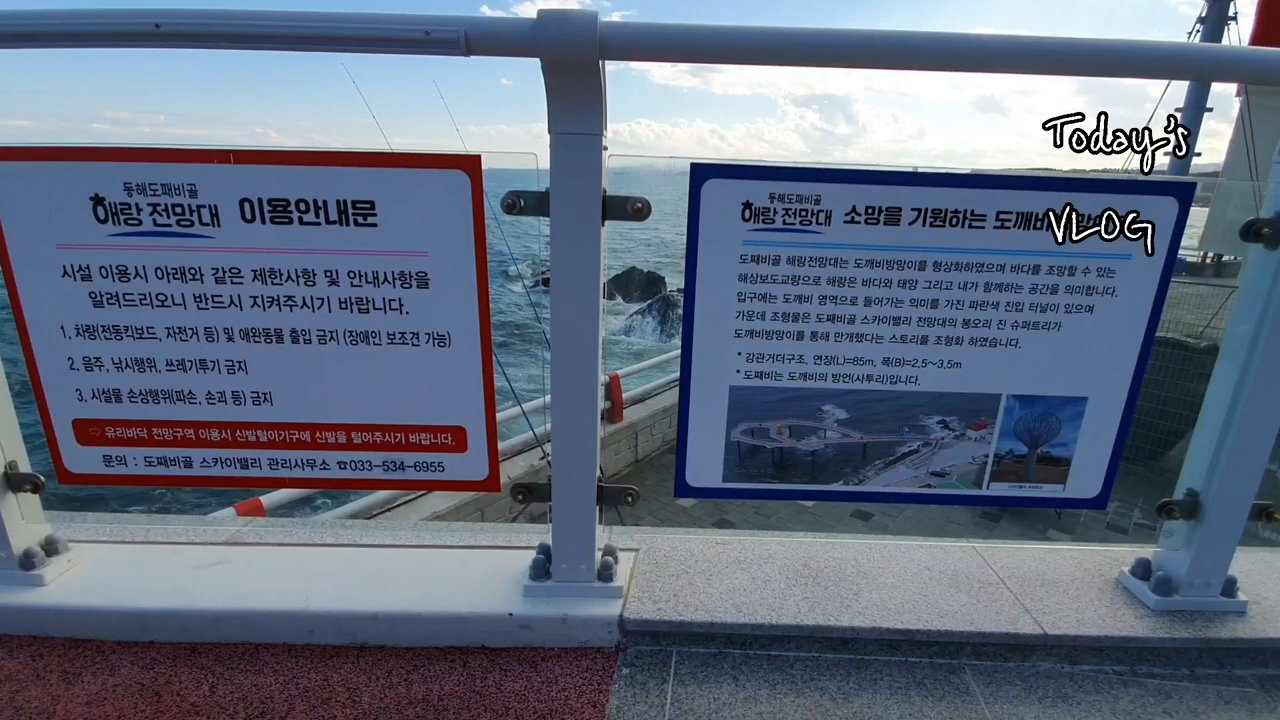 동해도째비골
해랑 전망대 이용안내문
시설 이용시 아래와 같은 제한사항 및 안내사항을
알려드리오니 반드시 지켜주시기 바랍니다.
1. 차량(전동킥보드, 자전거 등) 및 애완동물 출입 금지 (장애인 보조견 가능)
2. 음주, 낚시행위, 쓰레기투기 금지
3. 시설물 손상행위(파손, 손괴 등) 금지
⇨ 유리바닥 전망구역 이용시 신발털이기구에 신발을 털어주시기 바랍니다.
문의 : 도째비골 스카이밸리 관리사무소 ☎033-534-6955
동해도째비골
해랑 전망대 소망을 기원하는
도째비골 해랑전망대는 도깨비방망이를 형상화하였으며 바다를 조망할 수 있는
해상보도교량으로 해랑은 바다와 태양 그리고 내가 함께하는 공간을 의미합니다.
입구에는 도깨비 영역으로 들어가는 의미를 가진 파란색 진입 터널이 있으며
가운데 조형물은 도째비골 스카이밸리 전망대의 봉오리 진 슈퍼트리가
도깨비방망이를 통해 만개했다는 스토리를 조형화 하였습니다.
* 강관거더구조, 연장(L)=85m, 폭(B)=2,5~3,5m
* 도째비는 도깨비의 방언(사투리)입니다.
Today's
VLOG